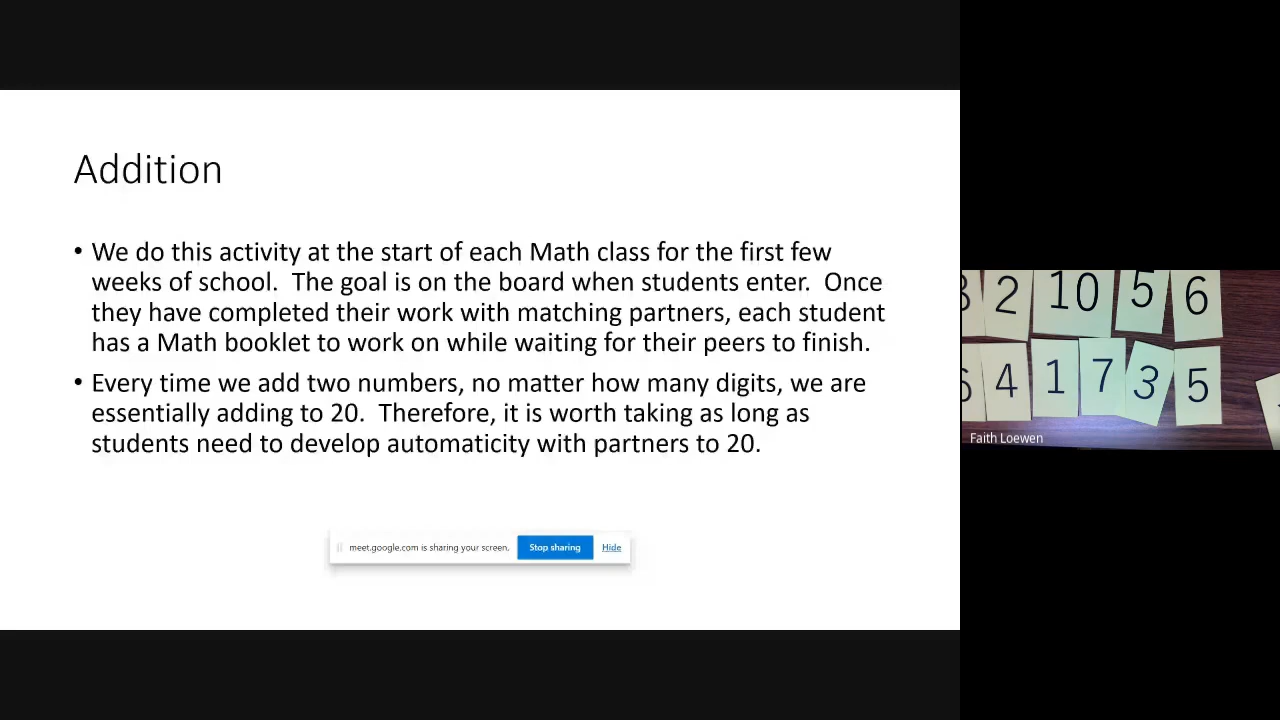 Addition
• We do this activity at the start of each Math class for the first few
weeks of school.  The goal is on the board when students enter.  Once
they have completed their work with matching partners, each student
has a Math booklet to work on while waiting for their peers to finish.
• Every time we add two numbers, no matter how many digits, we are
essentially adding to 20.  Therefore, it is worth taking as long as
students need to develop automaticity with partners to 20.
meet.google.com is sharing your screen. Stop sharing Hide
2 10 5 6
4 1 7 3 5
Faith Loewen